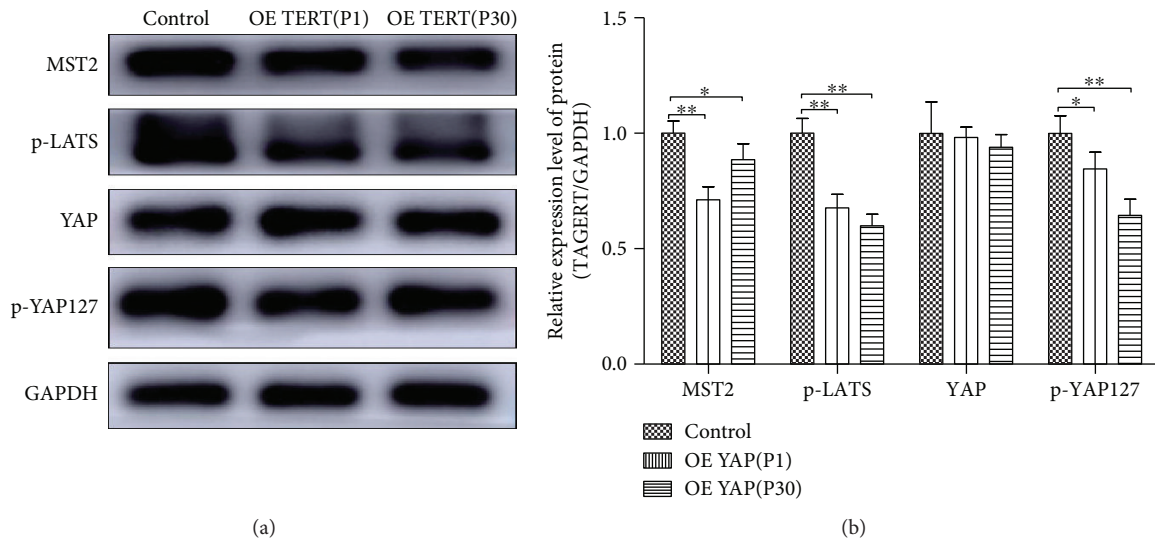 Control OE TERT(P1) OE TERT(P30)
MST2
p-LATS
YAP
p-YAP127
GAPDH
(a)
Relative expression level of protein
(TAGERT/GAPDH)
1.5
1.0
0.5
0.0
** *
** **
* **
MST2 p-LATS YAP p-YAP127
Control
OE YAP(P1)
OE YAP(P30)
(b)